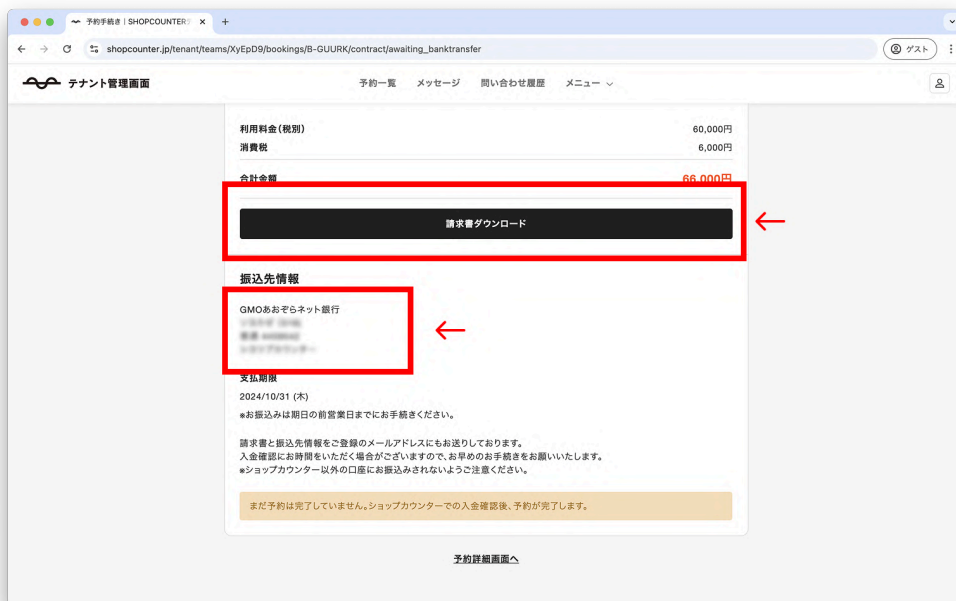 予約手続き | SHOPCOUNTER
shopcounter.jp/tenant/teams/XyEpD9/bookings/B-GUURK/contract/awaiting_banktransfer
ゲスト
テナント管理画面
予約一覧 メッセージ 問い合わせ履歴 メニュー
利用料金(税別) 60,000円
消費税 6,000円
合計金額 66,000円
請求書ダウンロード
振込先情報
GMOあおぞらネット銀行
支払期限
2024/10/31 (木)
※お振込みは期日の前営業日までにお手続きください。
請求書と振込先情報をご登録のメールアドレスにもお送りしております。
入金確認にお時間をいただく場合がございますので、お早めのお手続きをお願いいたします。
※ショップカウンター以外の口座にお振込みされないようご注意ください。
まだ予約は完了していません。ショップカウンターでの入金確認後、予約が完了します。
予約詳細画面へ